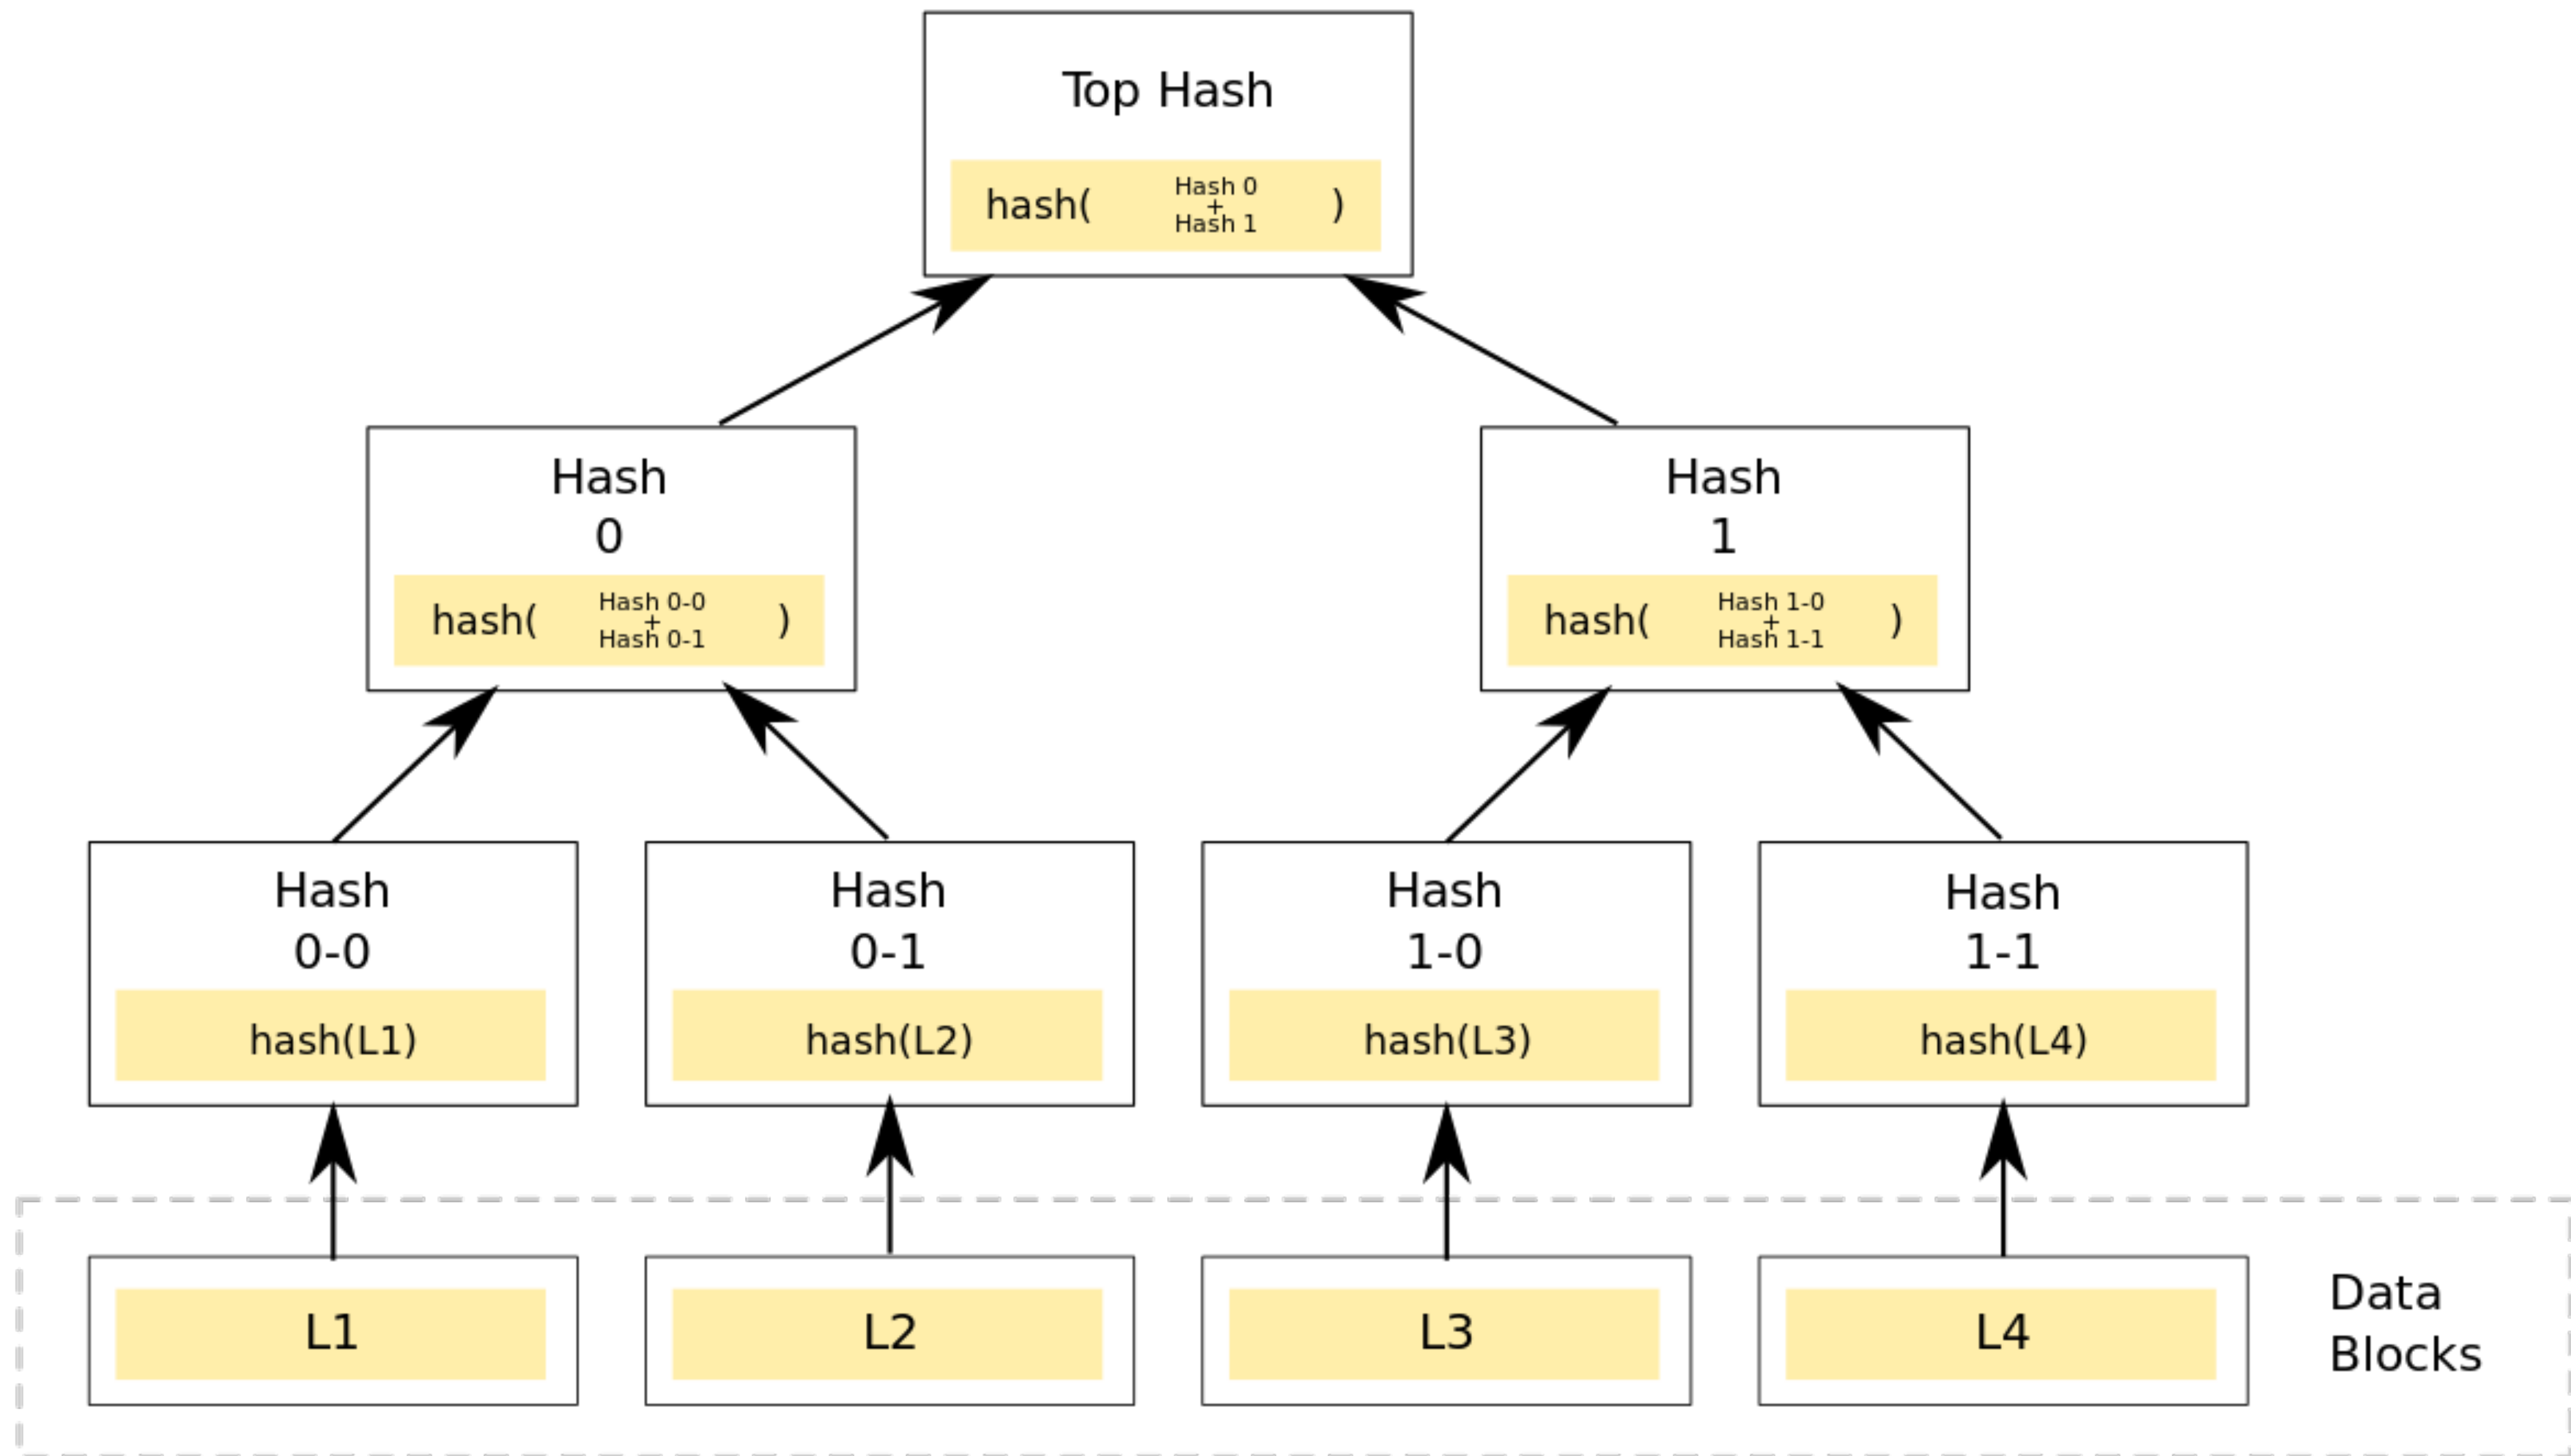 Top Hash
hash( Hash 0 + Hash 1 )
Hash
0
hash( Hash 0-0 + Hash 0-1 )
Hash
1
hash( Hash 1-0 + Hash 1-1 )
Hash
0-0
hash(L1)
Hash
0-1
hash(L2)
Hash
1-0
hash(L3)
Hash
1-1
hash(L4)
L1
L2
L3
L4
Data
Blocks